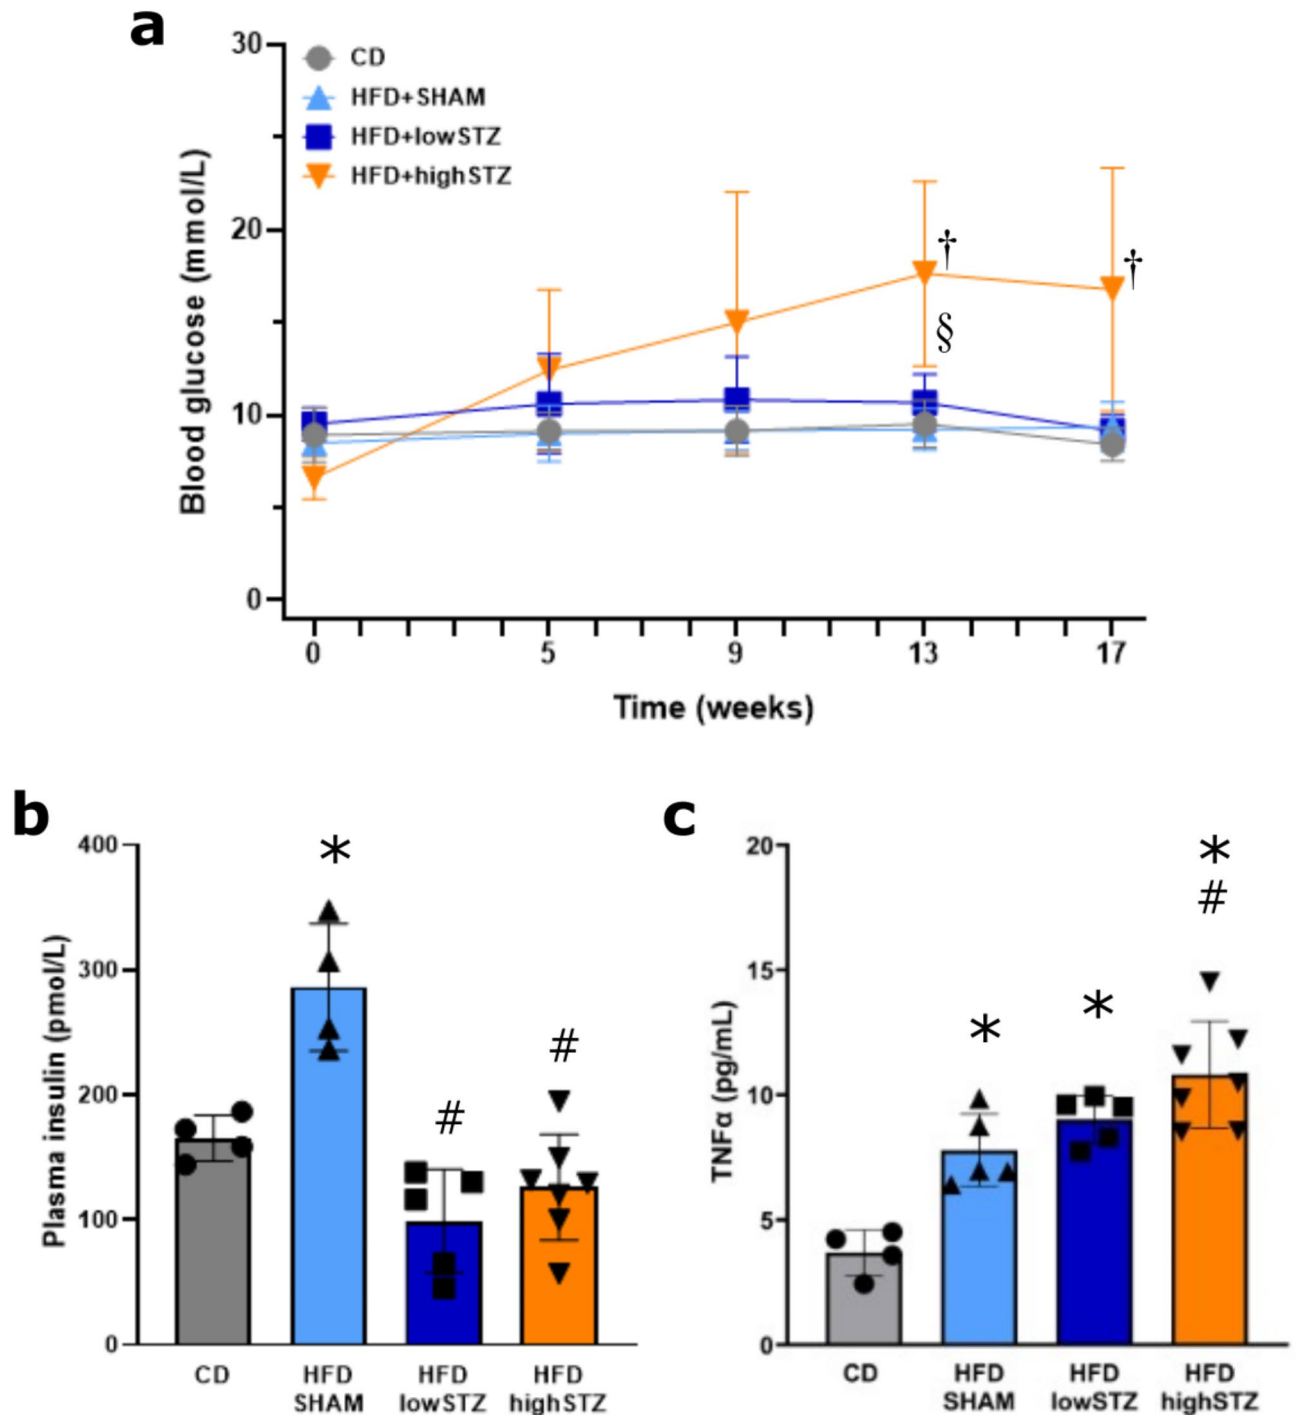 a
30
20
10
0
Blood glucose (mmol/L)
CD
HFD+SHAM
HFD+lowSTZ
HFD+highSTZ
†
§
†
0 5 9 13 17
Time (weeks)
b
400
300
200
100
0
Plasma insulin (pmol/L)
*
#
#
CD
HFD
SHAM
HFD
lowSTZ
HFD
highSTZ
c
20
15
10
5
0
TNFα (pg/mL)
*
*
*
#
CD
HFD
SHAM
HFD
lowSTZ
HFD
highSTZ